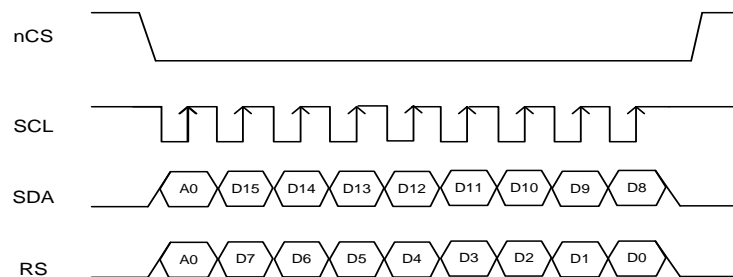 nCS
SCL
SDA A0 D15 D14 D13 D12 D11 D10 D9 D8
RS A0 D7 D6 D5 D4 D3 D2 D1 D0